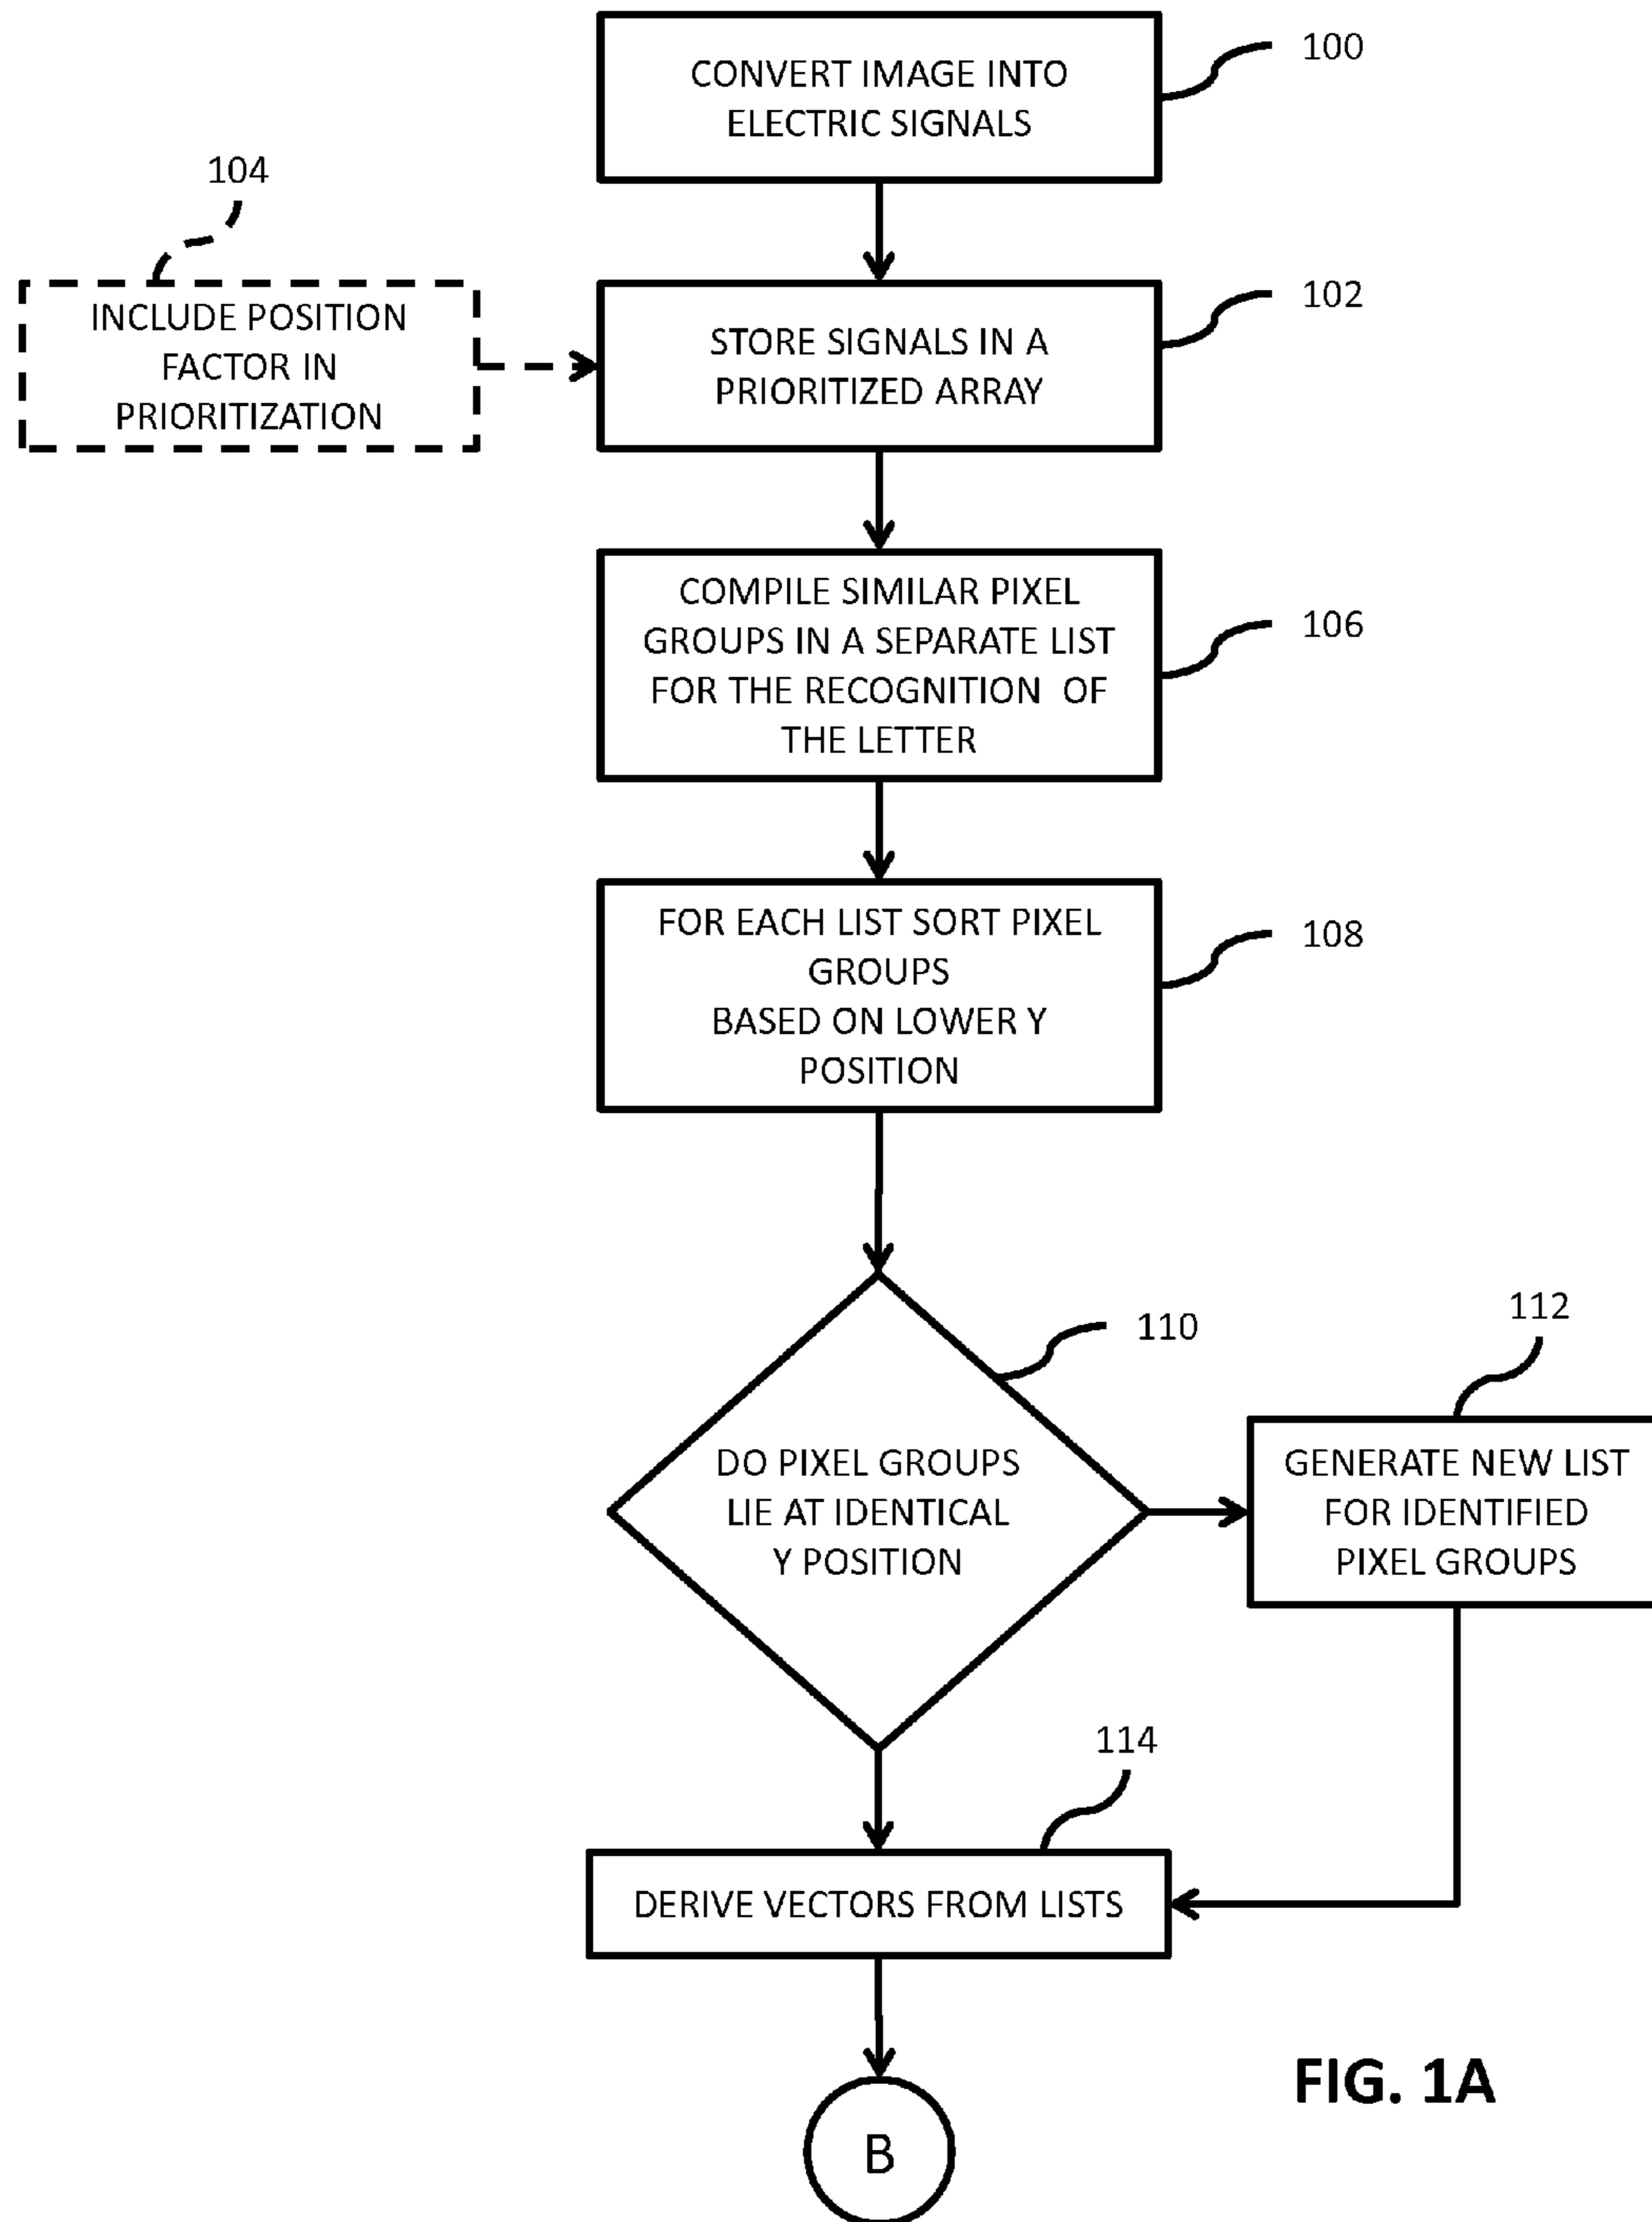 CONVERT IMAGE INTO
ELECTRIC SIGNALS
100
104
INCLUDE POSITION
FACTOR IN
PRIORITIZATION
STORE SIGNALS IN A
PRIORITIZED ARRAY
102
COMPILE SIMILAR PIXEL
GROUPS IN A SEPARATE LIST
FOR THE RECOGNITION OF
THE LETTER
106
FOR EACH LIST SORT PIXEL
GROUPS
BASED ON LOWER Y
POSITION
108
110
DO PIXEL GROUPS
LIE AT IDENTICAL
Y POSITION
112
GENERATE NEW LIST
FOR IDENTIFIED
PIXEL GROUPS
114
DERIVE VECTORS FROM LISTS
B
FIG. 1A